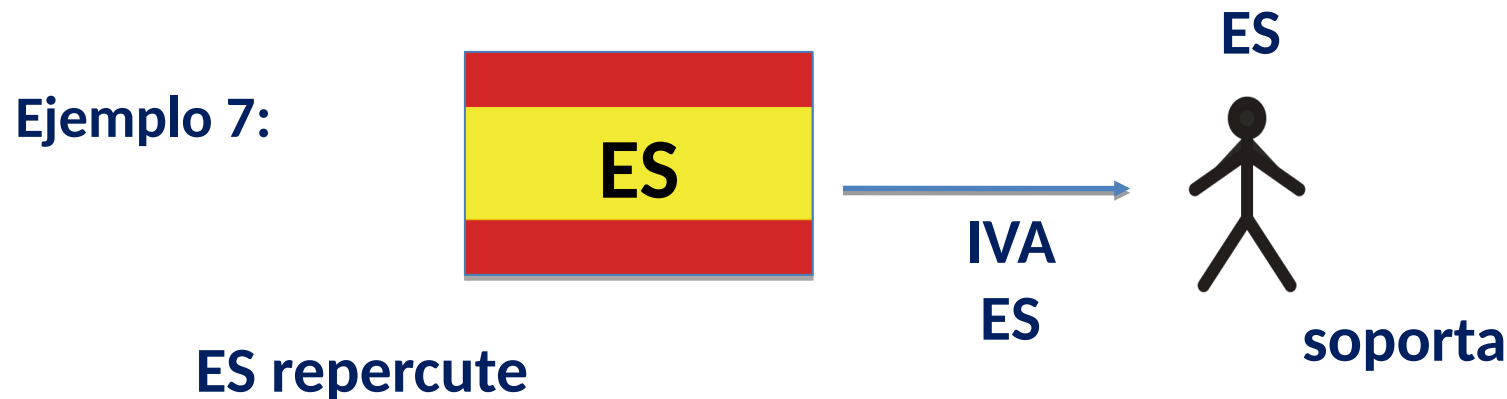 Ejemplo 7:
ES
ES
IVA
ES
ES repercute
soporta